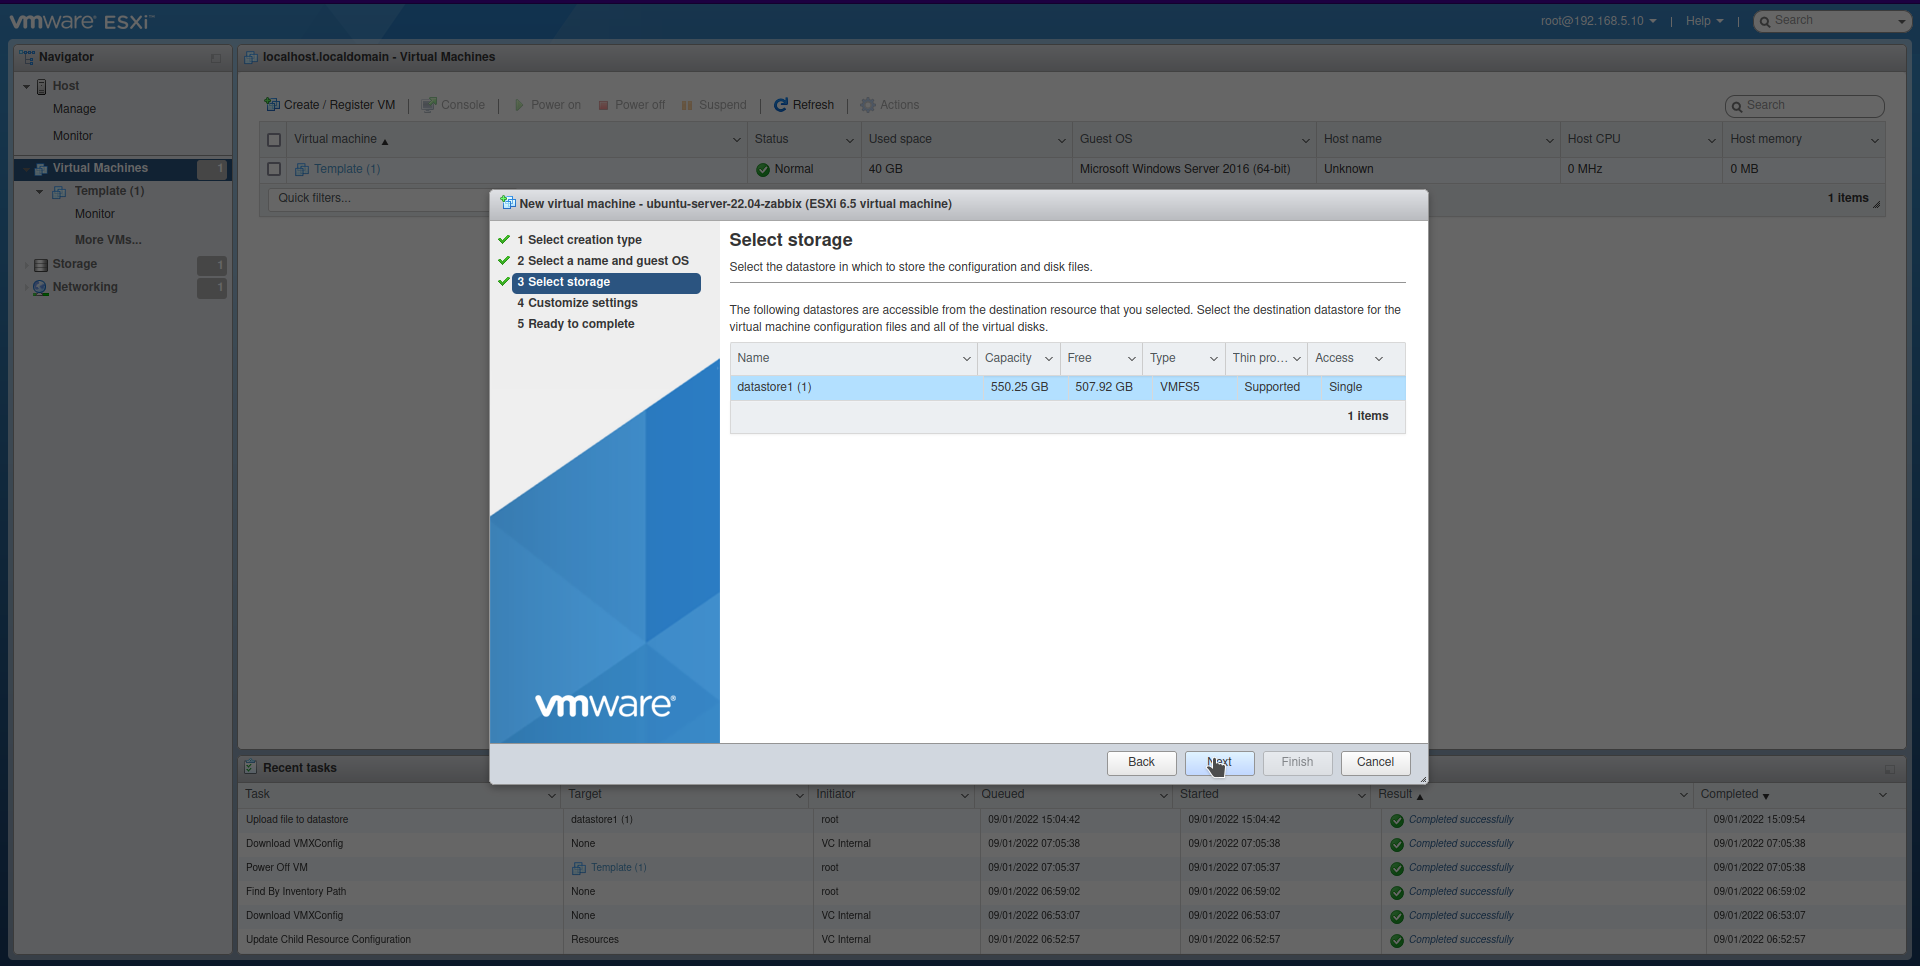 vmware ESXi™
root@192.168.5.10 | Help | Search
Navigator
Host
Manage
Monitor
Virtual Machines 1
Template (1)
Monitor
More VMs...
Storage 1
Networking 1
localhost.localdomain - Virtual Machines
Create / Register VM | Console | Power on Power off Suspend | Refresh | Actions
Search
Virtual machine Status Used space Guest OS Host name Host CPU Host memory
Template (1) Normal 40 GB Microsoft Windows Server 2016 (64-bit) Unknown 0 MHz 0 MB
Quick filters...
1 items
New virtual machine - ubuntu-server-22.04-zabbix (ESXi 6.5 virtual machine)
1 Select creation type
2 Select a name and guest OS
3 Select storage
4 Customize settings
5 Ready to complete
vmware®
Select storage
Select the datastore in which to store the configuration and disk files.
The following datastores are accessible from the destination resource that you selected. Select the destination datastore for the
virtual machine configuration files and all of the virtual disks.
Name Capacity Free Type Thin pro... Access
datastore1 (1) 550.25 GB 507.92 GB VMFS5 Supported Single
1 items
Back Next Finish Cancel
Recent tasks
Task Target Initiator Queued Started Result Completed
Upload file to datastore datastore1 (1) root 09/01/2022 15:04:42 09/01/2022 15:04:42 Completed successfully 09/01/2022 15:09:54
Download VMXConfig None VC Internal 09/01/2022 07:05:38 09/01/2022 07:05:38 Completed successfully 09/01/2022 07:05:38
Power Off VM Template (1) root 09/01/2022 07:05:37 09/01/2022 07:05:37 Completed successfully 09/01/2022 07:05:38
Find By Inventory Path None root 09/01/2022 06:59:02 09/01/2022 06:59:02 Completed successfully 09/01/2022 06:59:02
Download VMXConfig None VC Internal 09/01/2022 06:53:07 09/01/2022 06:53:07 Completed successfully 09/01/2022 06:53:07
Update Child Resource Configuration Resources VC Internal 09/01/2022 06:52:57 09/01/2022 06:52:57 Completed successfully 09/01/2022 06:52:57